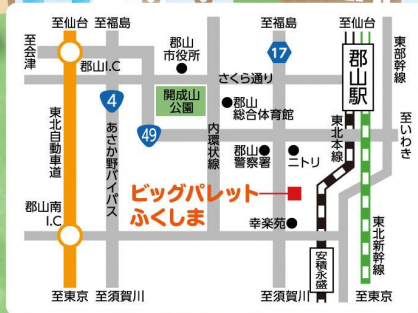 至仙台
至福島
至福島
至仙台
至会津
郡山I.C
郡山
市役所
17
郡山駅
東部幹線
さくら通り
4
開成山
公園
郡山
総合体育館
至いわき
49
東北自動車道
あさか野バイパス
内環状線
郡山
警察署
ニトリ
東北本線
郡山南
I.C
ビッグパレット
ふくしま
幸楽苑
安積永盛
東北新幹線
至東京
至須賀川
至須賀川
至東京